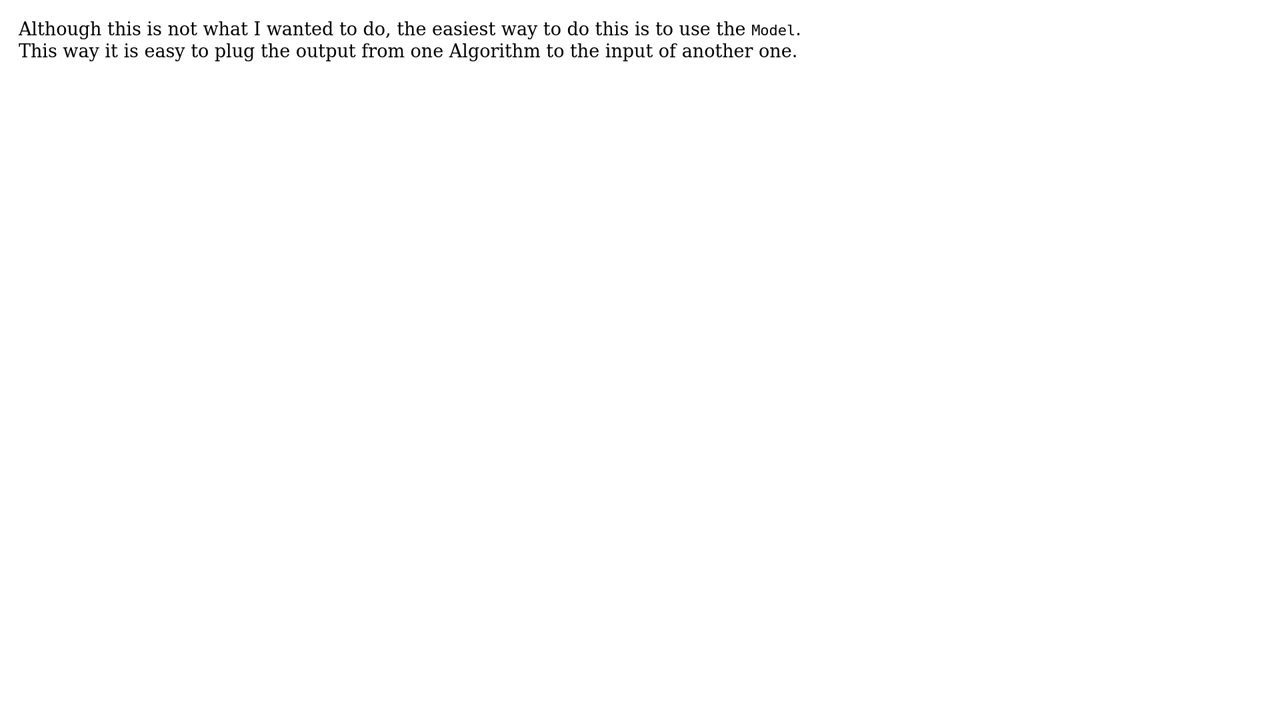 Although this is not what I wanted to do, the easiest way to do this is to use the Model.
This way it is easy to plug the output from one Algorithm to the input of another one.